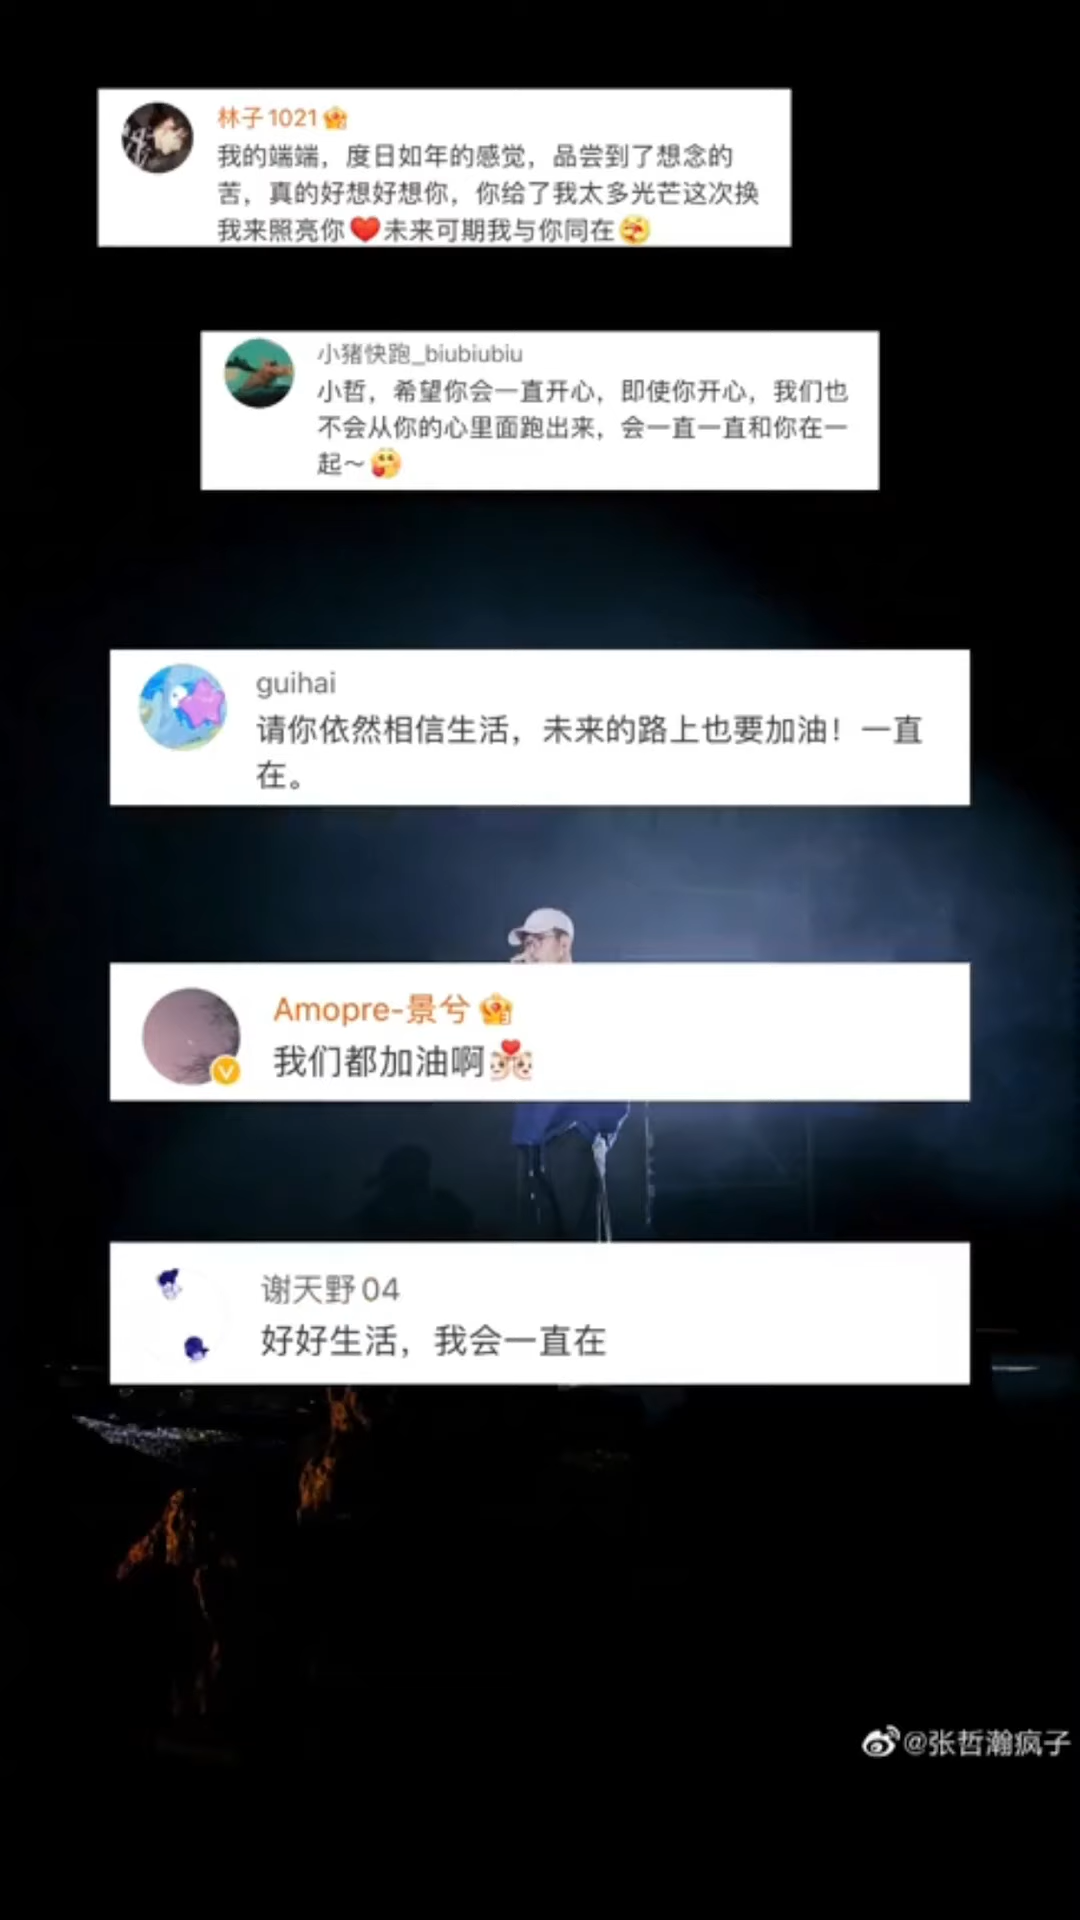 林子1021
我的端端，度日如年的感觉，品尝到了想念的
苦，真的好想好想你，你给了我太多光芒这次换
我来照亮你❤️未来可期我与你同在
小猪快跑_biubiubiu
小哲，希望你会一直开心，即使你开心，我们也
不会从你的心里面跑出来，会一直一直和你在一
起～
guihai
请你依然相信生活，未来的路上也要加油！一直
在。
Amopre-景兮
我们都加油啊
谢天野04
好好生活，我会一直在
@张哲瀚疯子